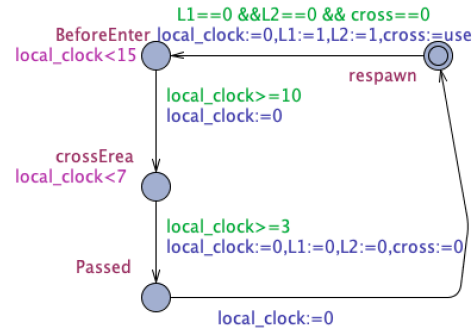 L1==0 &&L2==0 && cross==0
BeforeEnter local_clock:=0,L1:=1,L2:=1,cross:=use
local_clock<15
respawn
local_clock>=10
local_clock:=0
crossErea
local_clock<7
local_clock>=3
local_clock:=0,L1:=0,L2:=0,cross:=0
Passed
local_clock:=0